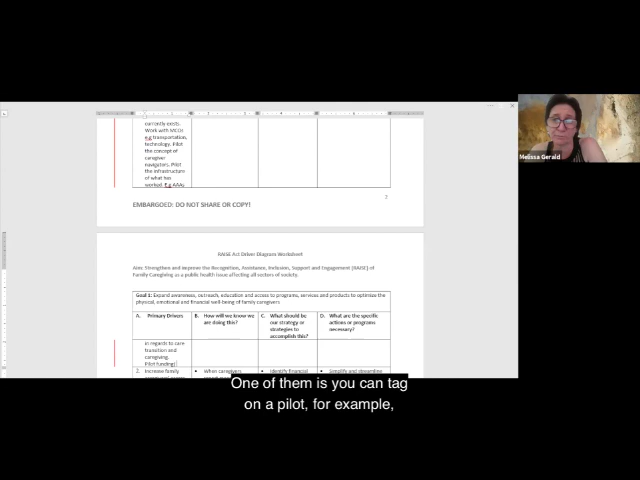 currently exists.
Work with MCOs
e.g transportation,
technology. Pilot
the concept of
caregiver
navigators. Pilot
the infrastructure
of what has
worked. E.g AAAs
2
EMBARGOED: DO NOT SHARE OR COPY!
Melissa Gerald
RAISE Act Driver Diagram Worksheet
Aim: Strengthen and improve the Recognition, Assistance, Inclusion, Support and Engagement (RAISE) of
Family Caregiving as a public health issue affecting all sectors of society.
Goal 1: Expand awareness, outreach, education and access to programs, services and products to optimize the
physical, emotional and financial well-being of family caregivers
A. Primary Drivers
B. How will we know we
are doing this?
C. What should be
our strategy or
strategies to
accomplish this?
D. What are the specific
actions or programs
necessary?
in regards to care
transition and
caregiving.
Pilot funding
2. Increase family
• When caregivers
• Identify financial
• Simplify and streamline
One of them is you can tag
on a pilot, for example,